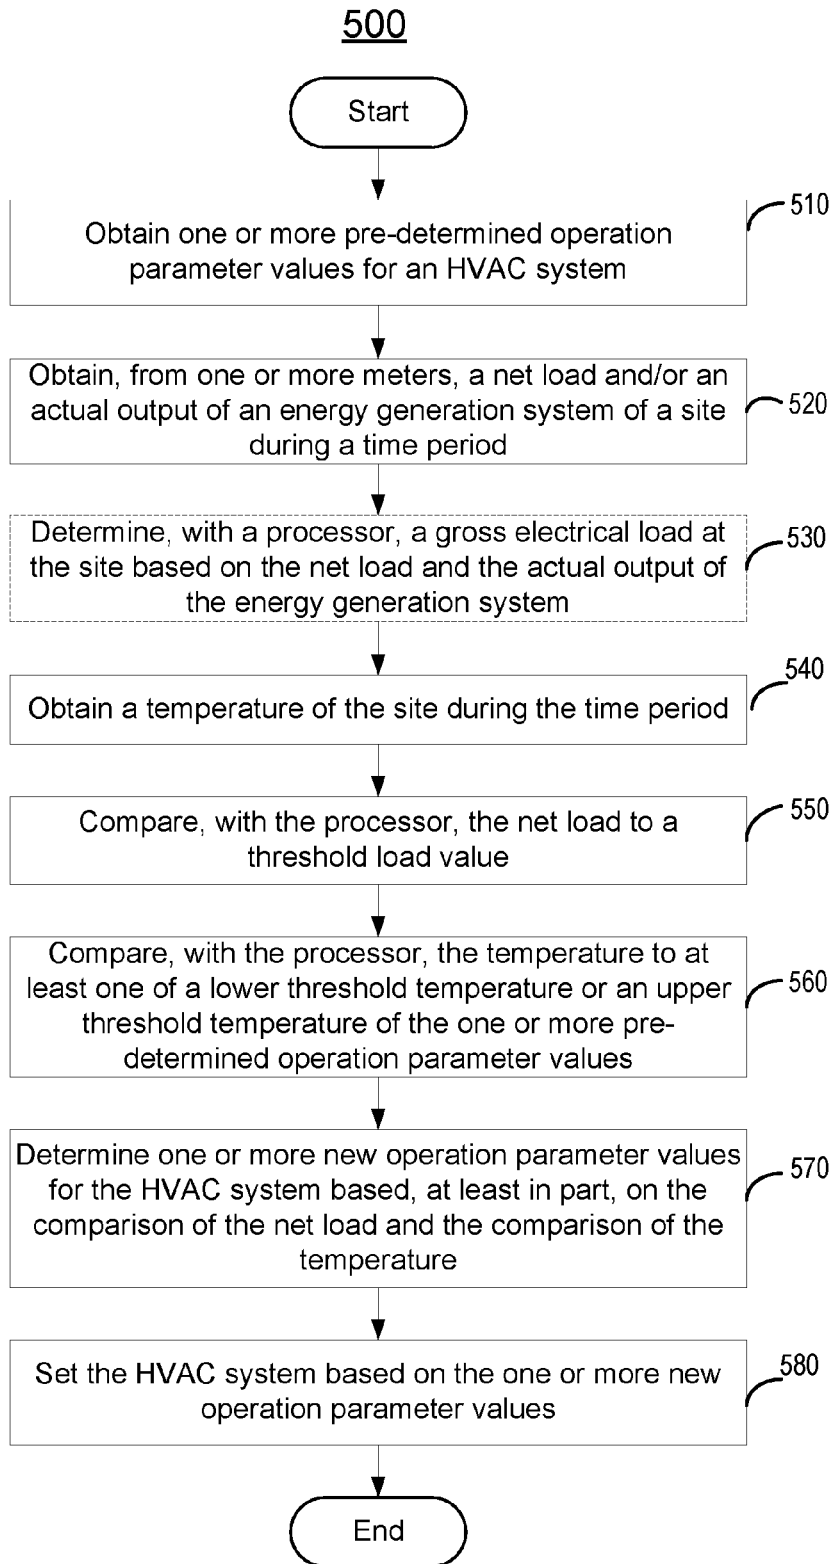 500
Start
510
Obtain one or more pre-determined operation
parameter values for an HVAC system
Obtain, from one or more meters, a net load and/or an
actual output of an energy generation system of a site
during a time period
520
Determine, with a processor, a gross electrical load at
the site based on the net load and the actual output of
the energy generation system
530
540
Obtain a temperature of the site during the time period
Compare, with the processor, the net load to a
threshold load value
550
Compare, with the processor, the temperature to at
least one of a lower threshold temperature or an upper
threshold temperature of the one or more pre-
determined operation parameter values
560
Determine one or more new operation parameter values
for the HVAC system based, at least in part, on the
comparison of the net load and the comparison of the
temperature
570
Set the HVAC system based on the one or more new
operation parameter values
580
End